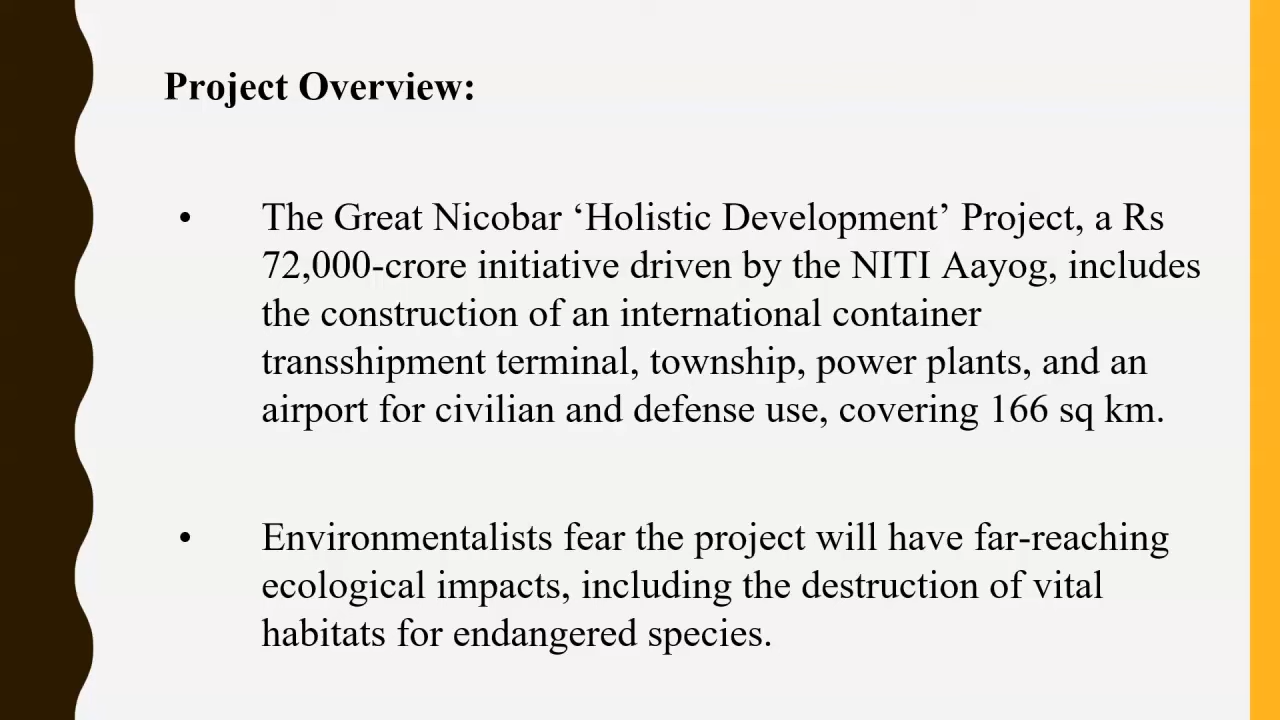 Project Overview:
• The Great Nicobar ‘Holistic Development’ Project, a Rs
72,000-crore initiative driven by the NITI Aayog, includes
the construction of an international container
transshipment terminal, township, power plants, and an
airport for civilian and defense use, covering 166 sq km.
• Environmentalists fear the project will have far-reaching
ecological impacts, including the destruction of vital
habitats for endangered species.